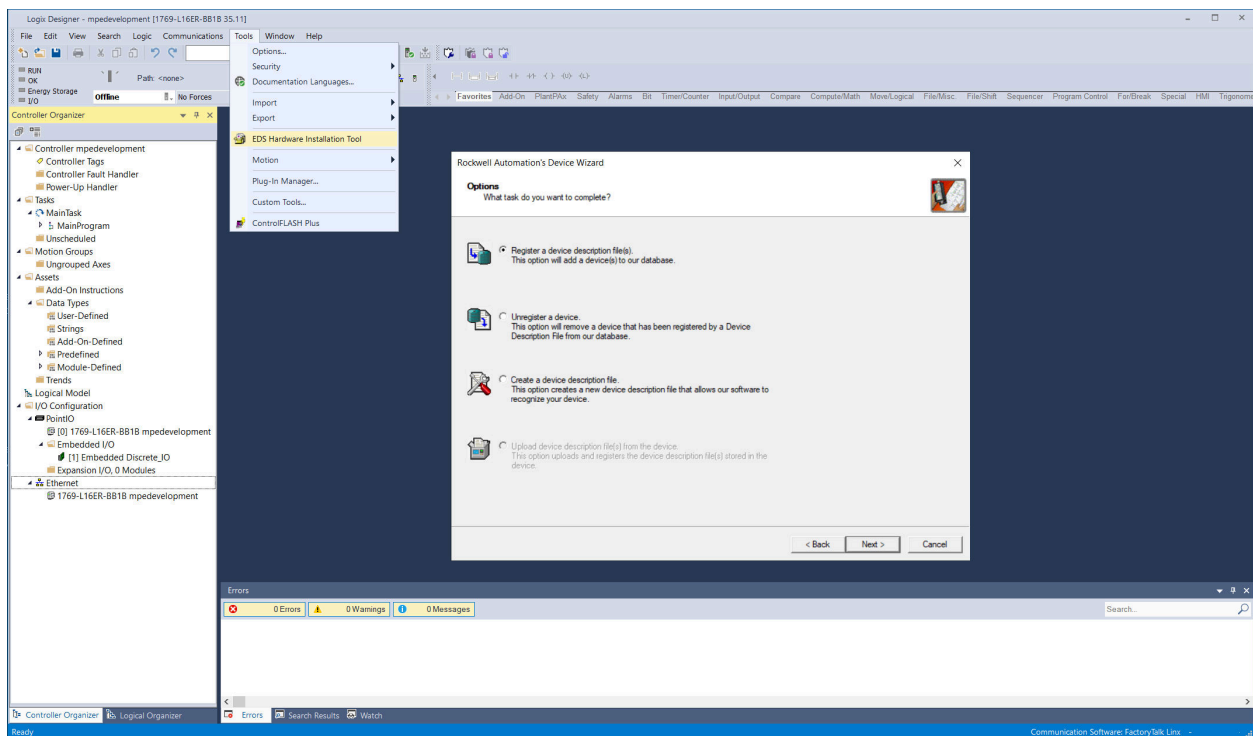 Logix Designer - mpedevelopment [1769-L16ER-BB1B 35.11]
File Edit View Search Logic Communications Tools Window Help
RUN
OK
Energy Storage
I/O
Path: <none>
Offline
No Forces
Favorites Add-On PlantPAx Safety Alarms Bit Timer/Counter Input/Output Compare Compute/Math Move/Logical File/Misc. File/Shift Sequencer Program Control For/Break Special HMI Trigonome
Options...
Security
Documentation Languages...
Import
Export
EDS Hardware Installation Tool
Motion
Plug-In Manager...
Custom Tools...
ControlFLASH Plus
Controller Organizer
Controller mpedevelopment
Controller Tags
Controller Fault Handler
Power-Up Handler
Tasks
MainTask
MainProgram
Unscheduled
Motion Groups
Ungrouped Axes
Assets
Add-On Instructions
Data Types
User-Defined
Strings
Add-On-Defined
Predefined
Module-Defined
Trends
Logical Model
I/O Configuration
PointIO
[0] 1769-L16ER-BB1B mpedevelopment
Embedded I/O
[1] Embedded Discrete_IO
Expansion I/O, 0 Modules
Ethernet
1769-L16ER-BB1B mpedevelopment
Controller Organizer Logical Organizer
Rockwell Automation's Device Wizard
Options
What task do you want to complete?
Register a device description file(s).
This option will add a device(s) to our database.
Unregister a device.
This option will remove a device that has been registered by a Device
Description File from our database.
Create a device description file.
This option creates a new device description file that allows our software to
recognize your device.
Upload device description file(s) from the device.
This option uploads and registers the device description file(s) stored in the
device.
< Back Next > Cancel
Errors
0 Errors 0 Warnings 0 Messages
Search...
Errors Search Results Watch
Ready
Communication Software: FactoryTalk Linx